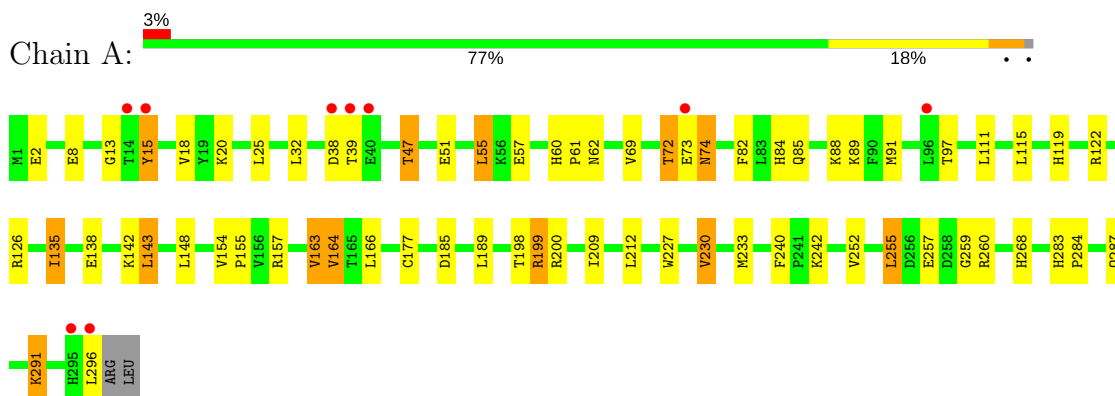 3%
Chain A:
77% 18% • •
M1 E2 E8 G13 T14 Y15 V18 Y19 K20 L25 L32 D38 T39 E40 T47 E51 L55 K56 E57 H60 P61 N62 V69 T72 E73 N74 F82 L83 H84 Q85 K88 K89 F90 M91 L96 T97 L111 L115 H119 R122
R126 I135 E138 K142 L143 L148 V154 P155 V156 R157 V163 V164 T165 L166 C177 D185 L189 T198 R199 R200 I209 L212 W227 V230 M233 F240 P241 K242 V252 L255 D256 E257 D258 G259 R260 H268 H283 P284
K291 H295 L296 ARG LEU